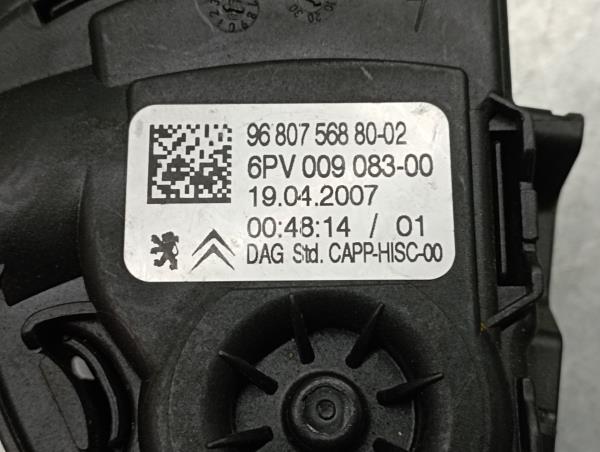 96 807 568 80-02
6PV 009 083-00
19.04.2007
00:48:14 / 01
DAG Std. CAPP-HISC-00